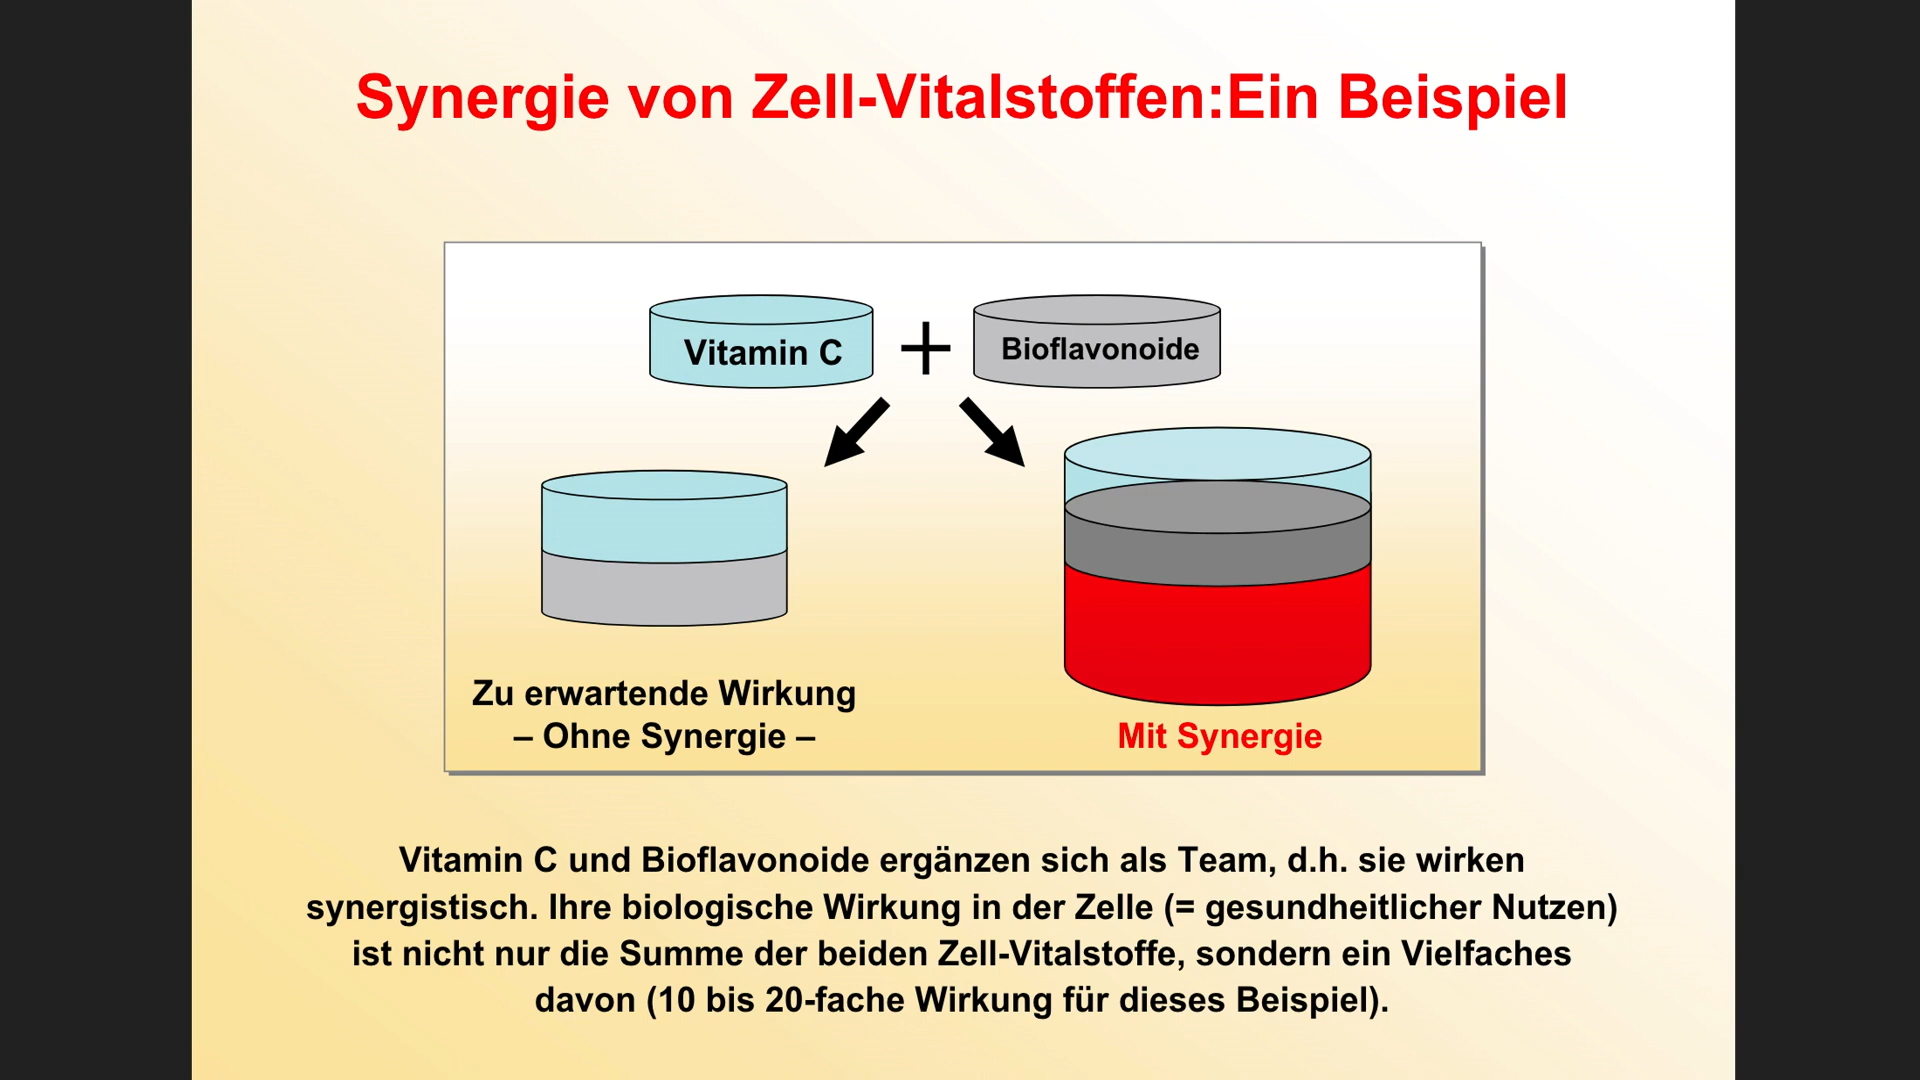 Synergie von Zell-Vitalstoffen:Ein Beispiel
Vitamin C
+
Bioflavonoide
Zu erwartende Wirkung
– Ohne Synergie –
Mit Synergie
Vitamin C und Bioflavonoide ergänzen sich als Team, d.h. sie wirken
synergistisch. Ihre biologische Wirkung in der Zelle (= gesundheitlicher Nutzen)
ist nicht nur die Summe der beiden Zell-Vitalstoffe, sondern ein Vielfaches
davon (10 bis 20-fache Wirkung für dieses Beispiel).